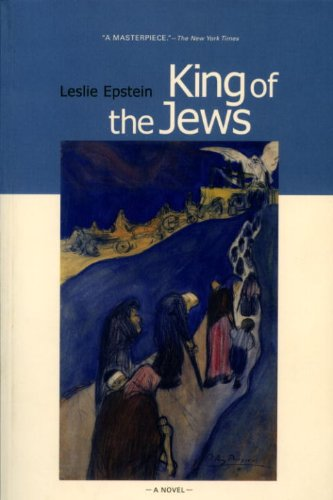 "A MASTERPIECE."—The New York Times
Leslie Epstein
King of
the Jews
— A NOVEL —